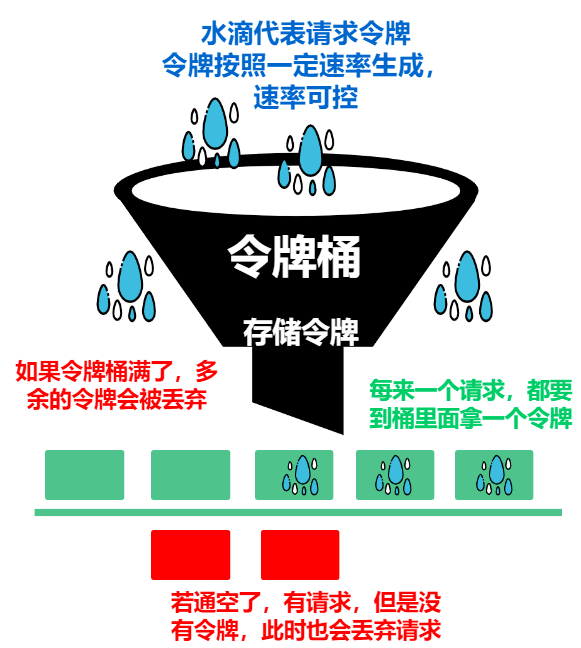 水滴代表请求令牌
令牌按照一定速率生成，
速率可控
令牌桶
存储令牌
如果令牌桶满了，多
余的令牌会被丢弃
每来一个请求，都要
到桶里面拿一个令牌
若通空了，有请求，但是没
有令牌，此时也会丢弃请求